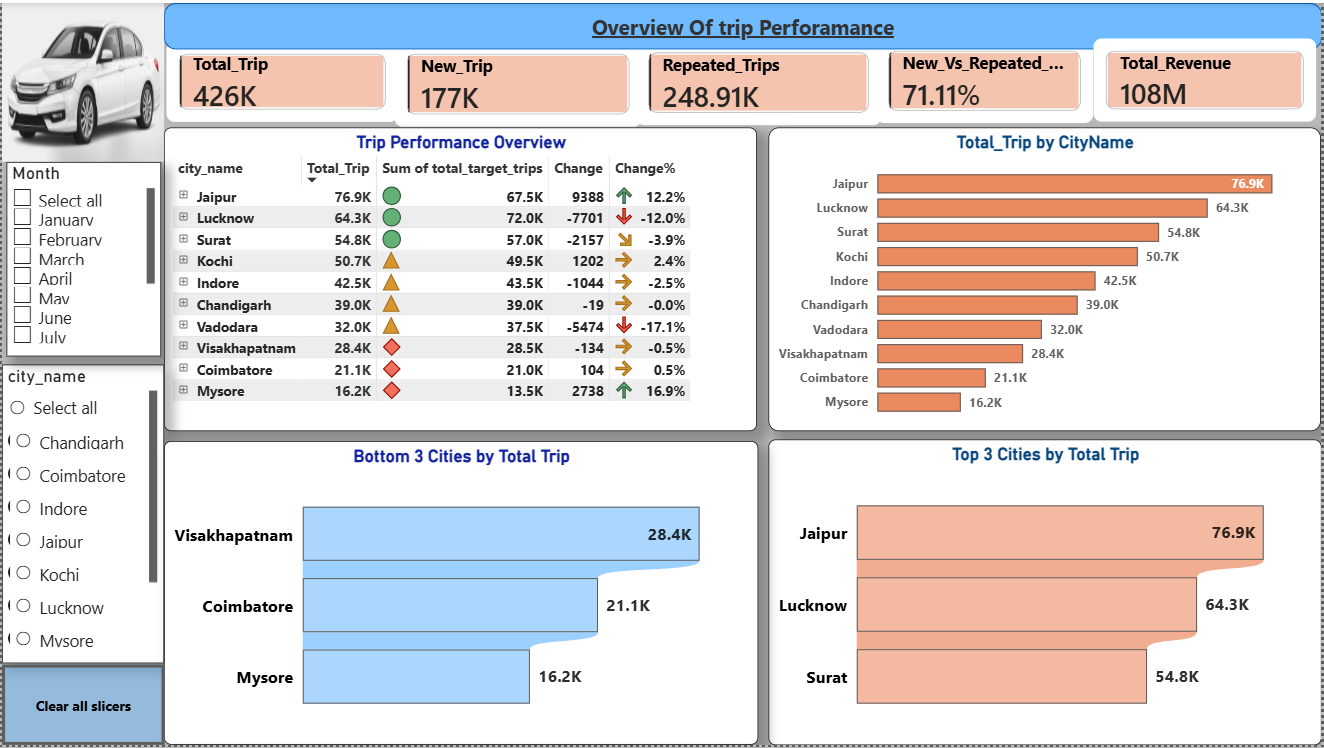 Overview Of trip Perforamance
Total_Trip
426K
New_Trip
177K
Repeated_Trips
248.91K
New_Vs_Repeated_...
71.11%
Total_Revenue
108M
Month
Select all
January
February
March
April
May
June
July
city_name
Select all
Chandigarh
Coimbatore
Indore
Jaipur
Kochi
Lucknow
Mysore
Clear all slicers
Trip Performance Overview
city_name Total_Trip Sum of total_target_trips Change Change%
Jaipur 76.9K 67.5K 9388 12.2%
Lucknow 64.3K 72.0K -7701 -12.0%
Surat 54.8K 57.0K -2157 -3.9%
Kochi 50.7K 49.5K 1202 2.4%
Indore 42.5K 43.5K -1044 -2.5%
Chandigarh 39.0K 39.0K -19 -0.0%
Vadodara 32.0K 37.5K -5474 -17.1%
Visakhapatnam 28.4K 28.5K -134 -0.5%
Coimbatore 21.1K 21.0K 104 0.5%
Mysore 16.2K 13.5K 2738 16.9%
Total_Trip by CityName
Jaipur 76.9K
Lucknow 64.3K
Surat 54.8K
Kochi 50.7K
Indore 42.5K
Chandigarh 39.0K
Vadodara 32.0K
Visakhapatnam 28.4K
Coimbatore 21.1K
Mysore 16.2K
Bottom 3 Cities by Total Trip
Visakhapatnam 28.4K
Coimbatore 21.1K
Mysore 16.2K
Top 3 Cities by Total Trip
Jaipur 76.9K
Lucknow 64.3K
Surat 54.8K